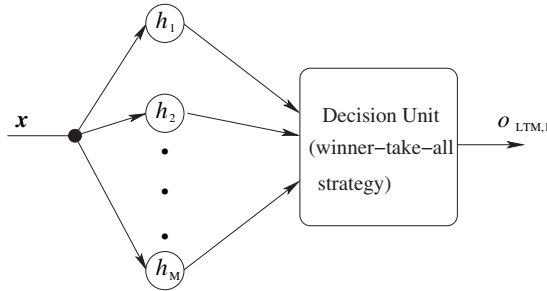 x
h1
h2
hM
Decision Unit
(winner−take−all
strategy)
o LTM,1